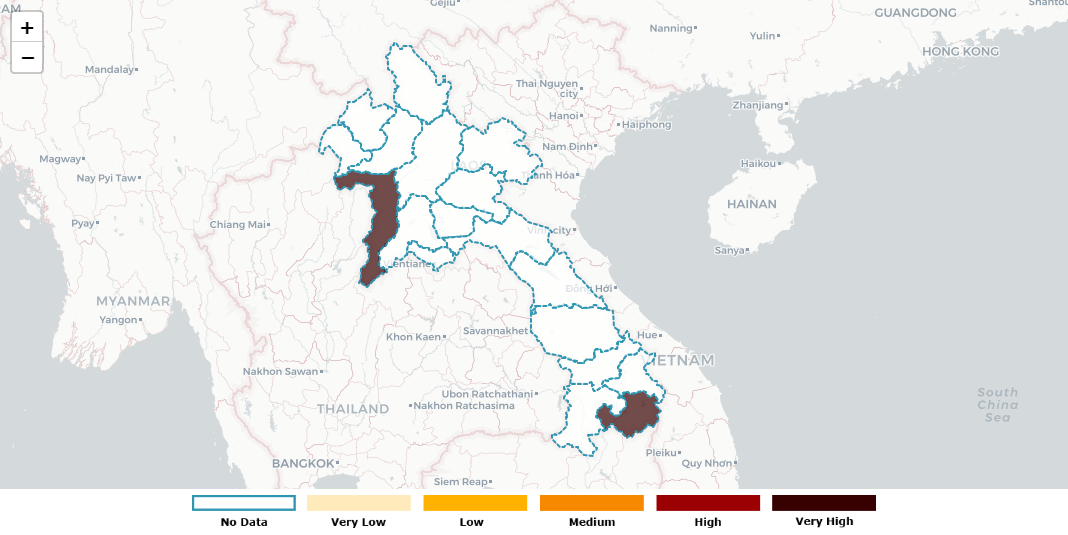 AM
Gejiu
GUANGDONG
Shantou
+
−
Nanning
Yulin
HONG KONG
Mandalay
Thai Nguyen
city
Zhanjiang
Hanoi
Haiphong
Nam Định
Magway
Haikou
Nay Pyi Taw
Thanh Hóa
HAINAN
Pyay
Chiang Mai
Vinh city
Sanya
entiane
MYANMAR
Đồng Hới
Yangon
Khon Kaen
Savannakhet
Hue
VIETNAM
Nakhon Sawan
South
China
Sea
Ubon Ratchathani
THAILAND
Nakhon Ratchasima
Pleiku
Quy Nhơn
BANGKOK
Siem Reap
No Data
Very Low
Low
Medium
High
Very High